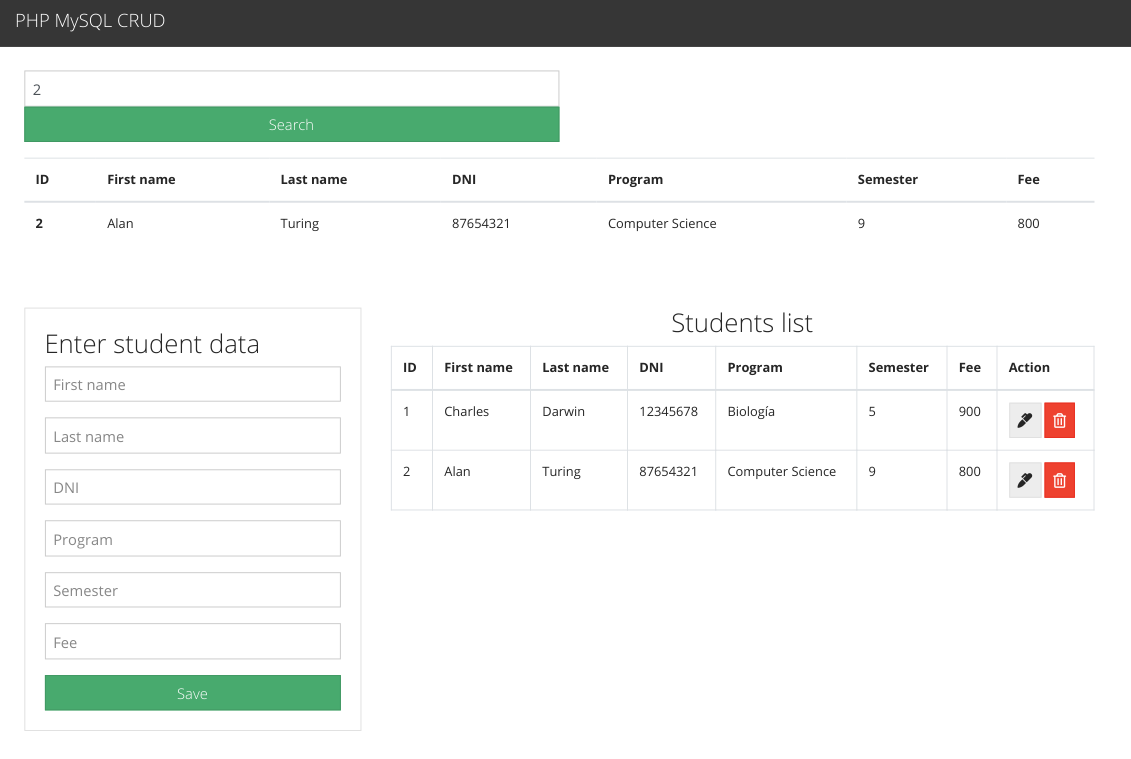 PHP MySQL CRUD
2
Search
ID First name Last name DNI Program Semester Fee
2 Alan Turing 87654321 Computer Science 9 800
Enter student data
First name
Last name
DNI
Program
Semester
Fee
Save
Students list
ID First name Last name DNI Program Semester Fee Action
1 Charles Darwin 12345678 Biología 5 900
2 Alan Turing 87654321 Computer Science 9 800